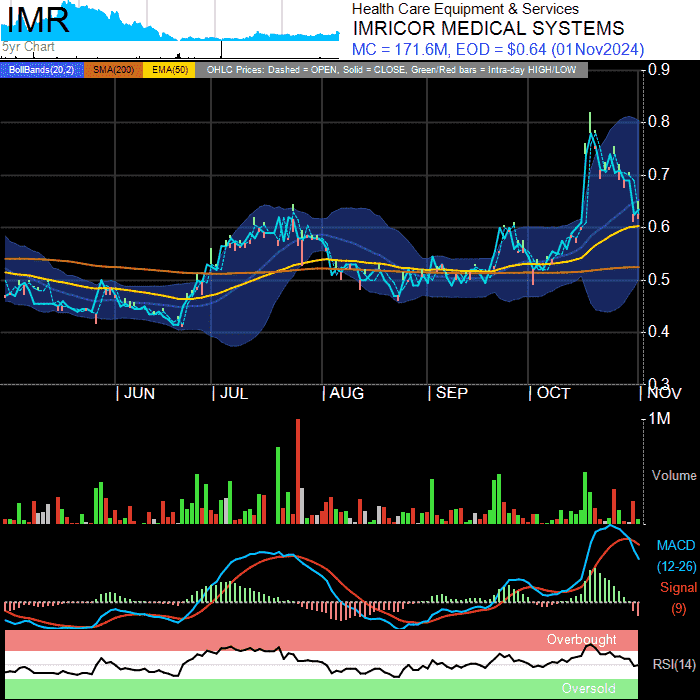 IMR
5yr Chart
Health Care Equipment & Services
IMRICOR MEDICAL SYSTEMS
MC = 171.6M, EOD = $0.64 (01Nov2024)
BollBands(20,2) SMA(200) EMA(50) OHLC Prices: Dashed = OPEN, Solid = CLOSE, Green/Red bars = Intra-day HIGH/LOW
0.9
0.8
0.7
0.6
0.5
0.4
0.3
JUN JUL AUG SEP OCT NOV
1M
Volume
MACD
(12-26)
Signal
(9)
Overbought
RSI(14)
Oversold